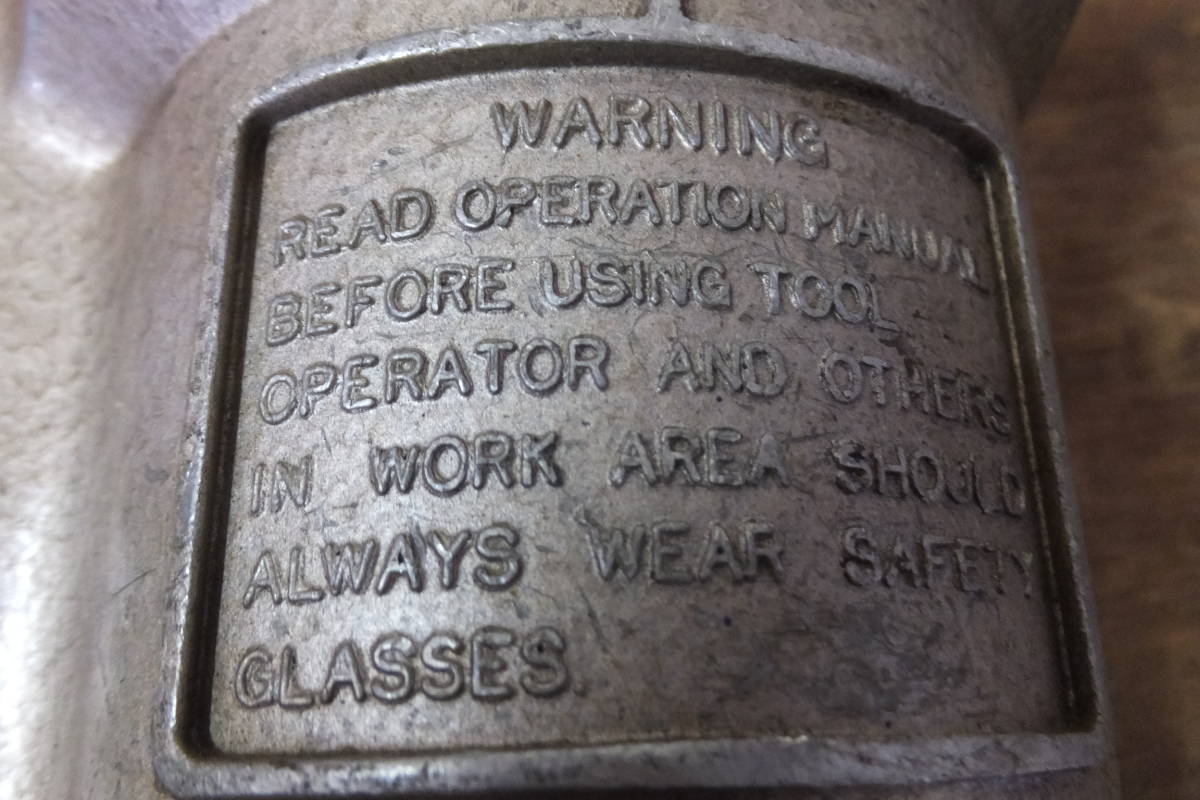 WARNING
READ OPERATION MANUAL
BEFORE USING TOOL
OPERATOR AND OTHERS
IN WORK AREA SHOULD
ALWAYS WEAR SAFETY
GLASSES.